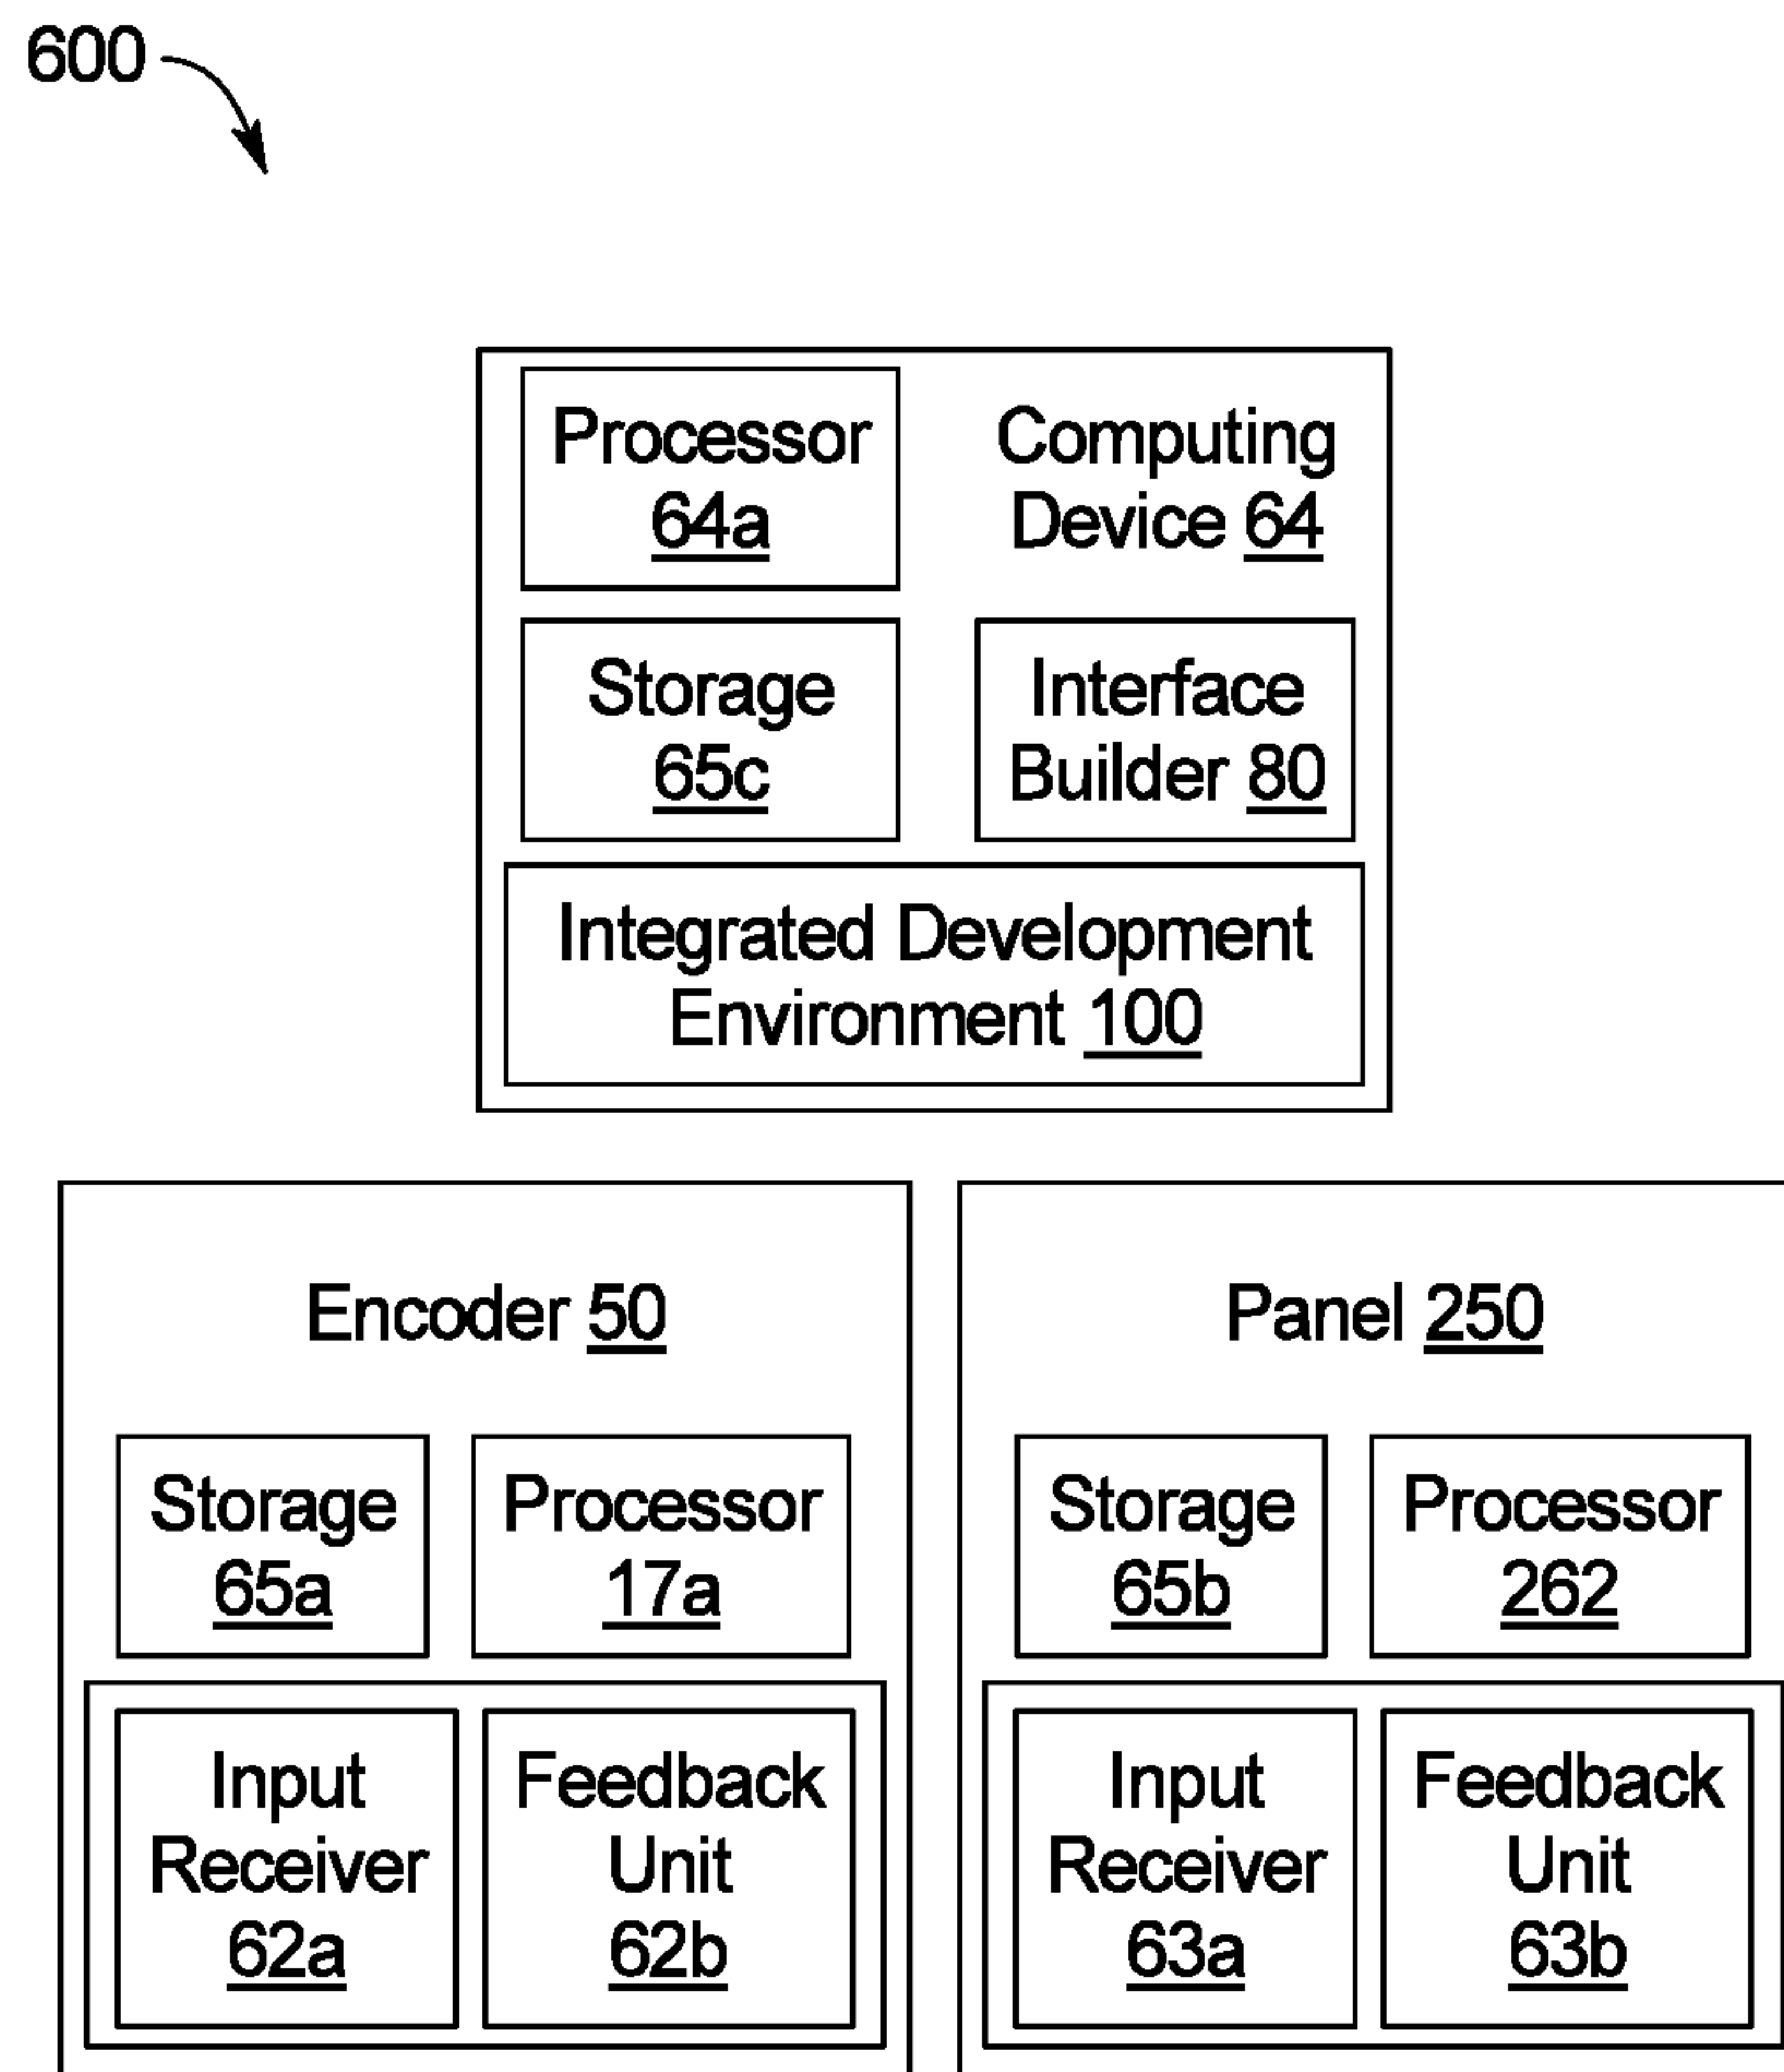 600
Processor
64a
Computing
Device 64
Storage
65c
Interface
Builder 80
Integrated Development
Environment 100
Encoder 50
Storage
65a
Processor
17a
Input
Receiver
62a
Feedback
Unit
62b
Panel 250
Storage
65b
Processor
262
Input
Receiver
63a
Feedback
Unit
63b